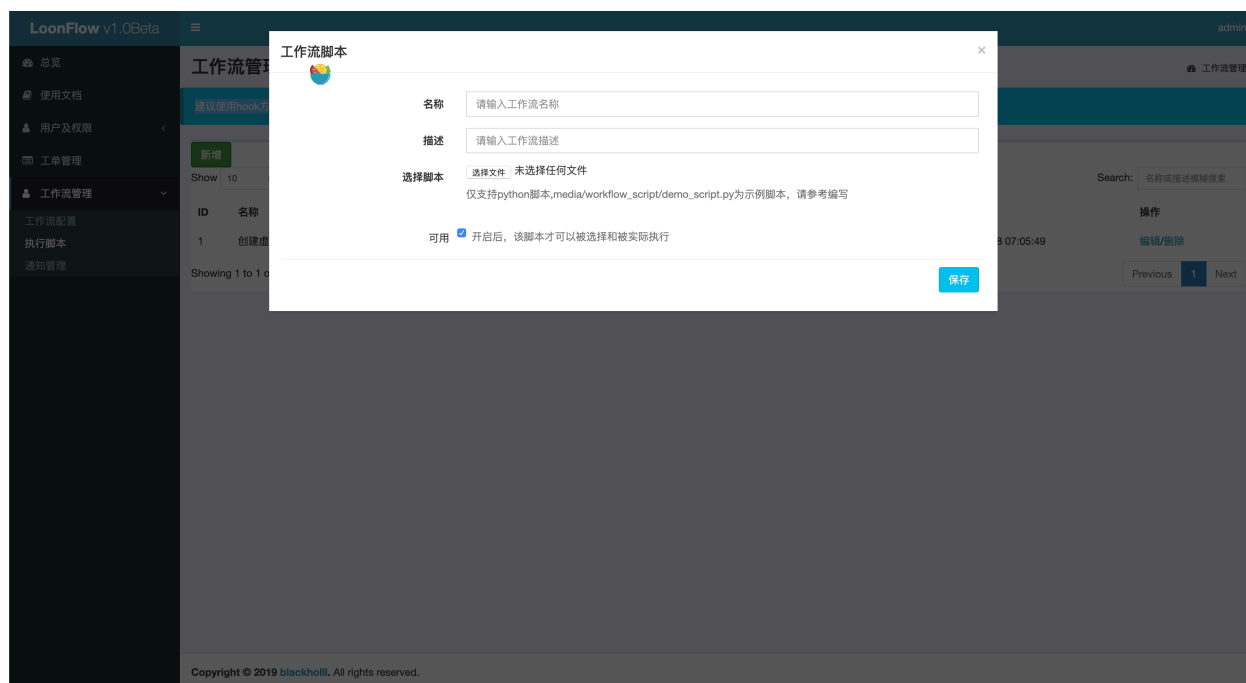 LoonFlow v1.0Beta
admin
总览
使用文档
用户及权限
工单管理
工作流管理
工作流配置
执行脚本
通知管理
工作流管理
建议使用hook方
新增
Show 10
Search: 名称或描述模糊搜索
ID 名称 操作
1 创建虚 07:05:49 编辑/删除
Showing 1 to 1 o
Previous 1 Next
工作流脚本 ×
名称 请输入工作流名称
描述 请输入工作流描述
选择脚本 选择文件 未选择任何文件
仅支持python脚本,media/workflow_script/demo_script.py为示例脚本，请参考编写
可用 开启后，该脚本才可以被选择和被实际执行
保存
Copyright © 2019 blackholll. All rights reserved.